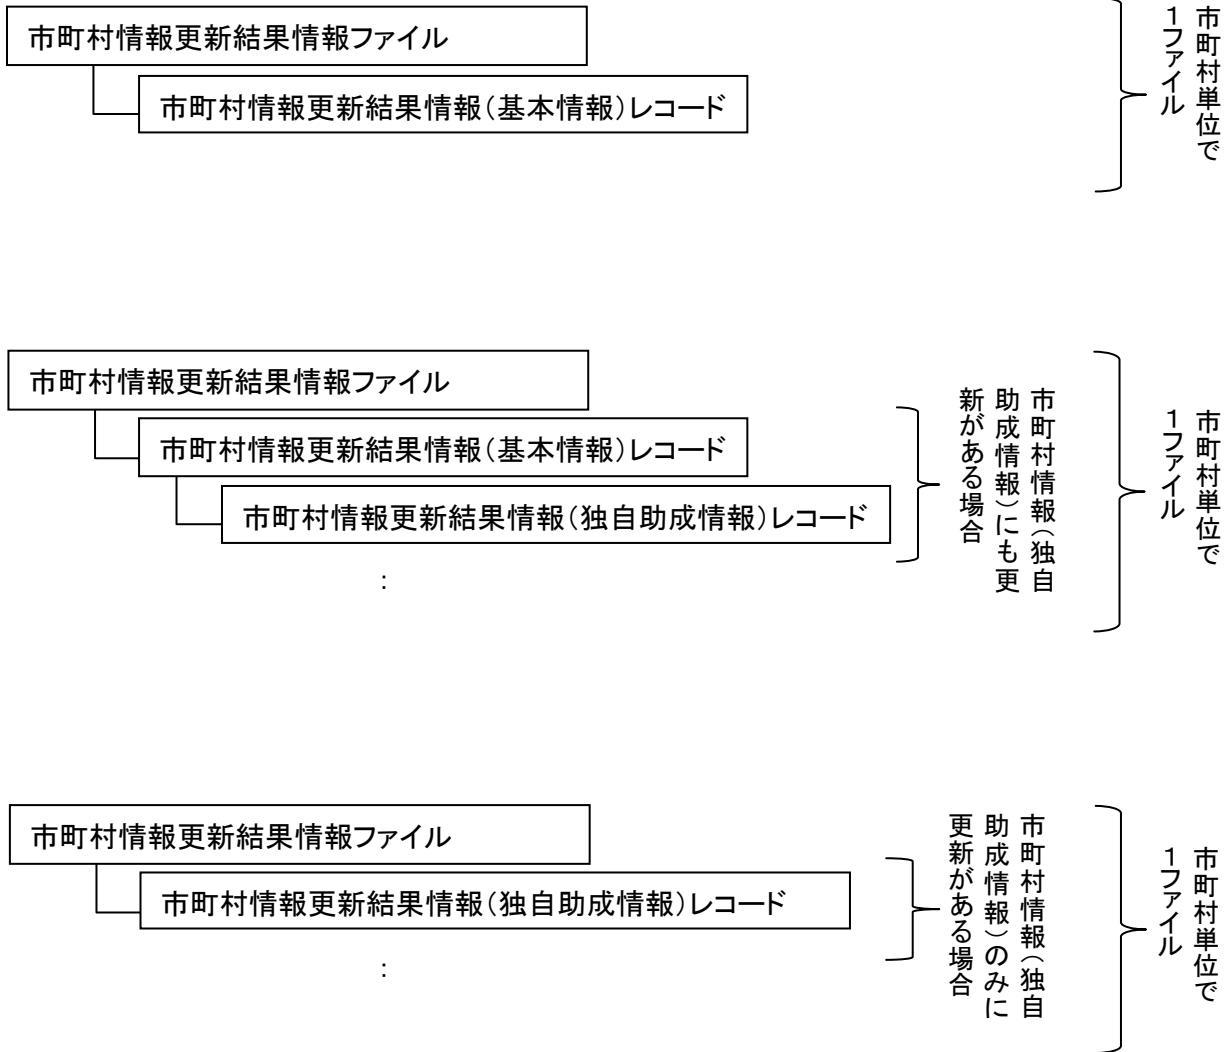 市町村情報更新結果情報ファイル
市町村情報更新結果情報（基本情報）レコード
市町村単位で
１ファイル
市町村情報更新結果情報ファイル
市町村情報更新結果情報（基本情報）レコード
市町村情報更新結果情報（独自助成情報）レコード
：
市町村情報（独自
助成情報）にも更
新がある場合
市町村単位で
１ファイル
市町村情報更新結果情報ファイル
市町村情報更新結果情報（独自助成情報）レコード
：
市町村情報（独自
助成情報）のみに
更新がある場合
市町村単位で
１ファイル